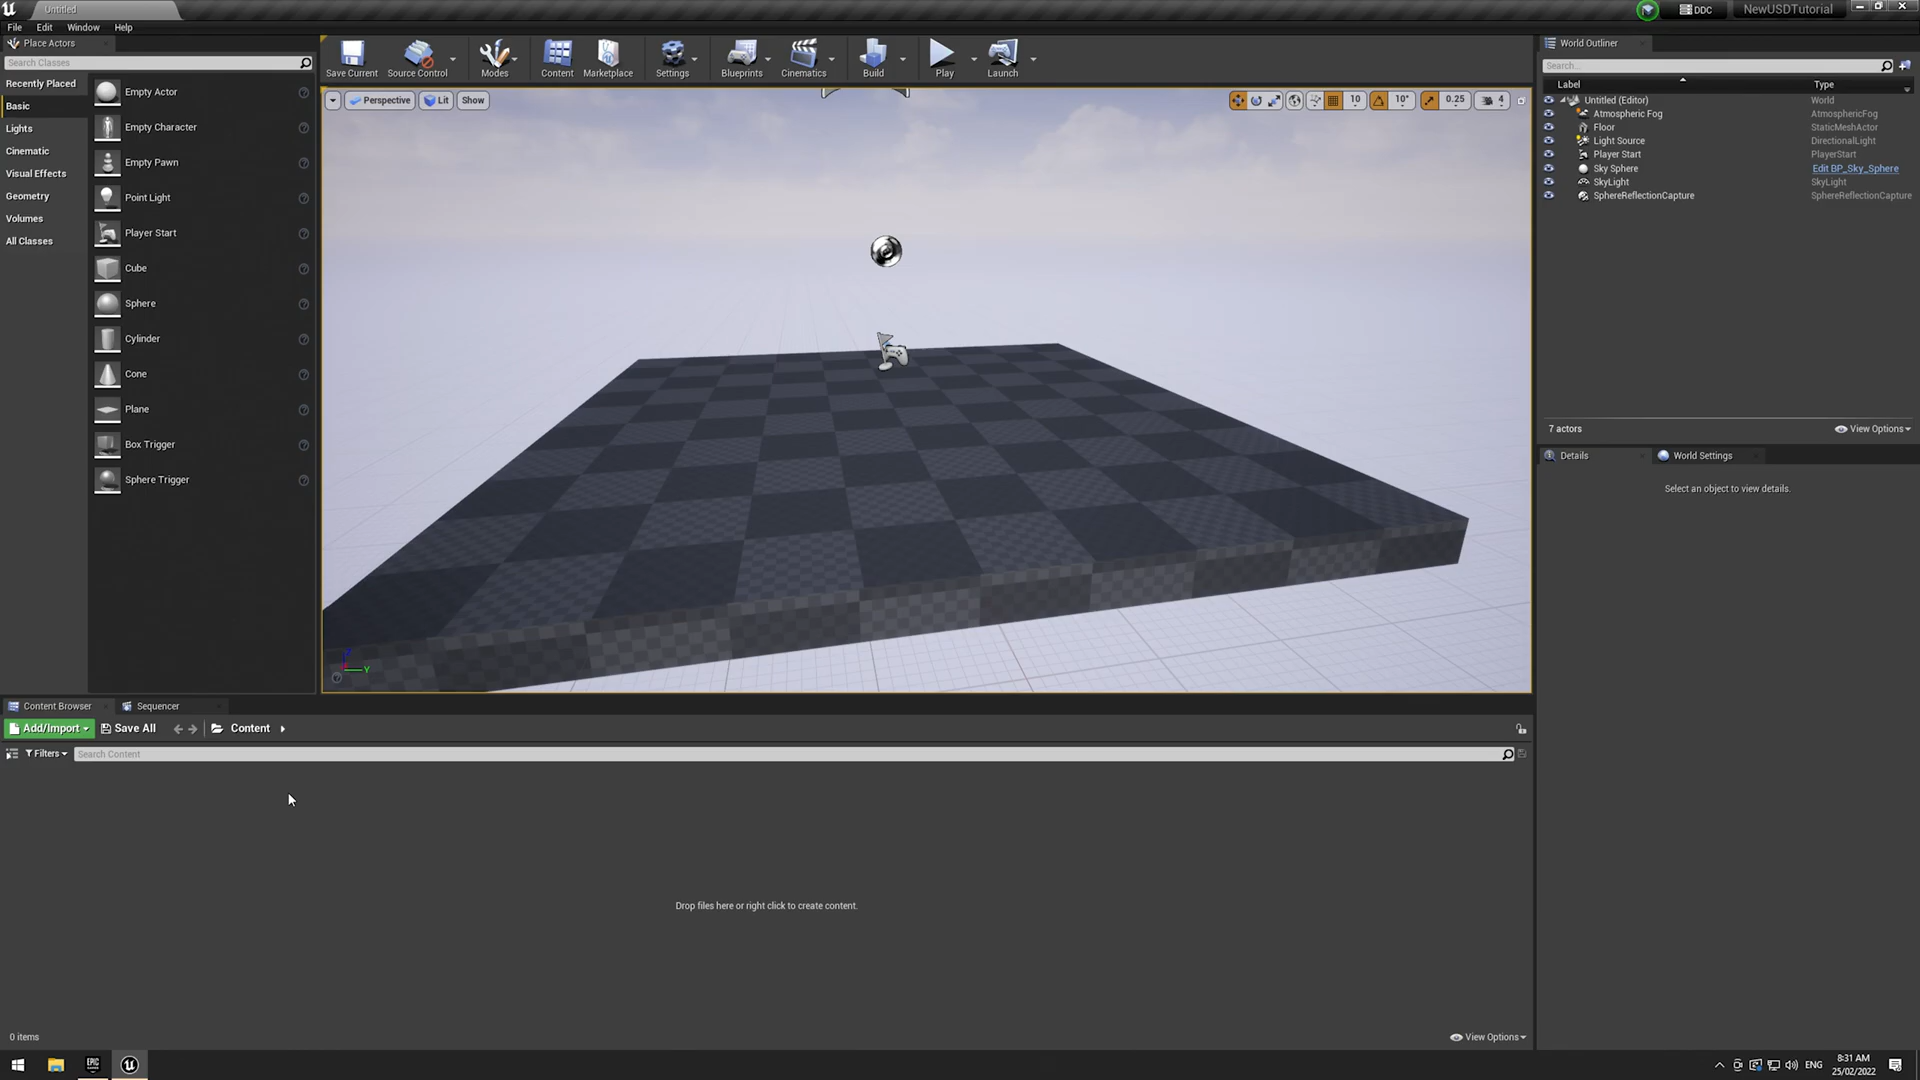 Untitled
DDC
NewUSDTutorial
File
Edit
Window
Help
Place Actors
Search Classes
Recently Placed
Basic
Lights
Cinematic
Visual Effects
Geometry
Volumes
All Classes
Empty Actor
Empty Character
Empty Pawn
Point Light
Player Start
Cube
Sphere
Cylinder
Cone
Plane
Box Trigger
Sphere Trigger
Save Current
Source Control
Modes
Content
Marketplace
Settings
Blueprints
Cinematics
Build
Play
Launch
Perspective
Lit
Show
10
10°
0.25
4
Y
World Outliner
Search...
Label
Type
Untitled (Editor)
World
Atmospheric Fog
AtmosphericFog
Floor
StaticMeshActor
Light Source
DirectionalLight
Player Start
PlayerStart
Sky Sphere
Edit BP_Sky_Sphere
SkyLight
SkyLight
SphereReflectionCapture
SphereReflectionCapture
7 actors
View Options
Details
World Settings
Select an object to view details.
Content Browser
Sequencer
Add/Import
Save All
Content
Filters
Search Content
Drop files here or right click to create content.
0 items
View Options
EPIC
ENG
8:31 AM
25/02/2022